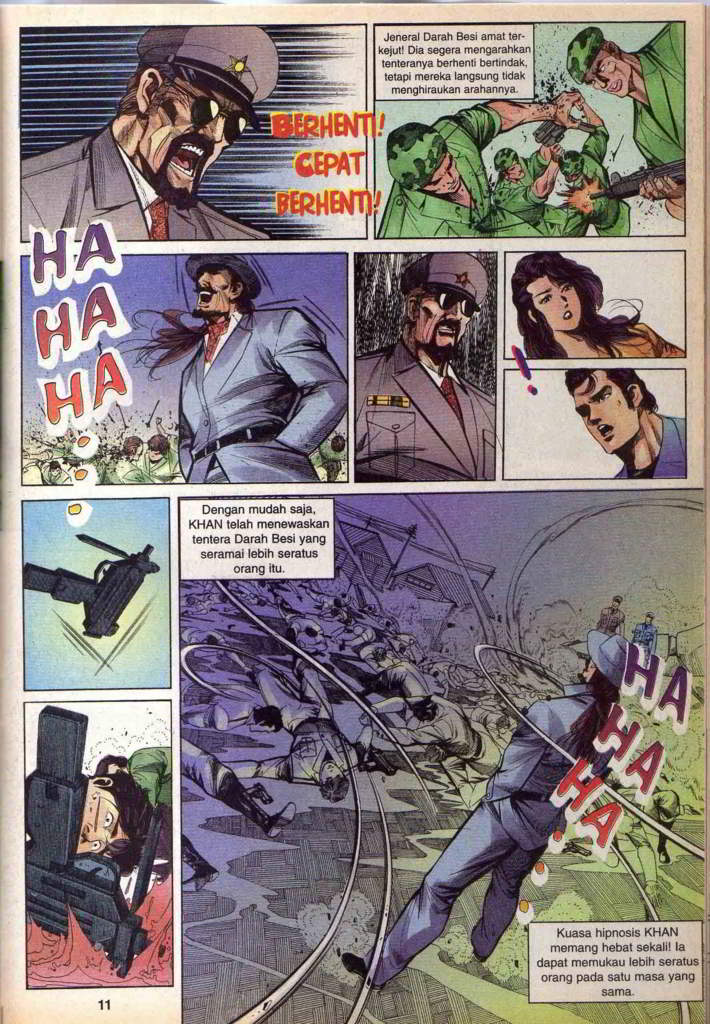 Jeneral Darah Besi amat ter-
kejut! Dia segera mengarahkan
tenteranya berhenti bertindak,
tetapi mereka langsung tidak
menghiraukan arahannya.
BERHENTI!
CEPAT
BERHENTI!
HA
HA
HA
!
Dengan mudah saja,
KHAN telah menewaskan
tentera Darah Besi yang
seramai lebih seratus
orang itu.
HA
HA
HA
Kuasa hipnosis KHAN
memang hebat sekali! Ia
dapat memukau lebih seratus
orang pada satu masa yang
sama.
11